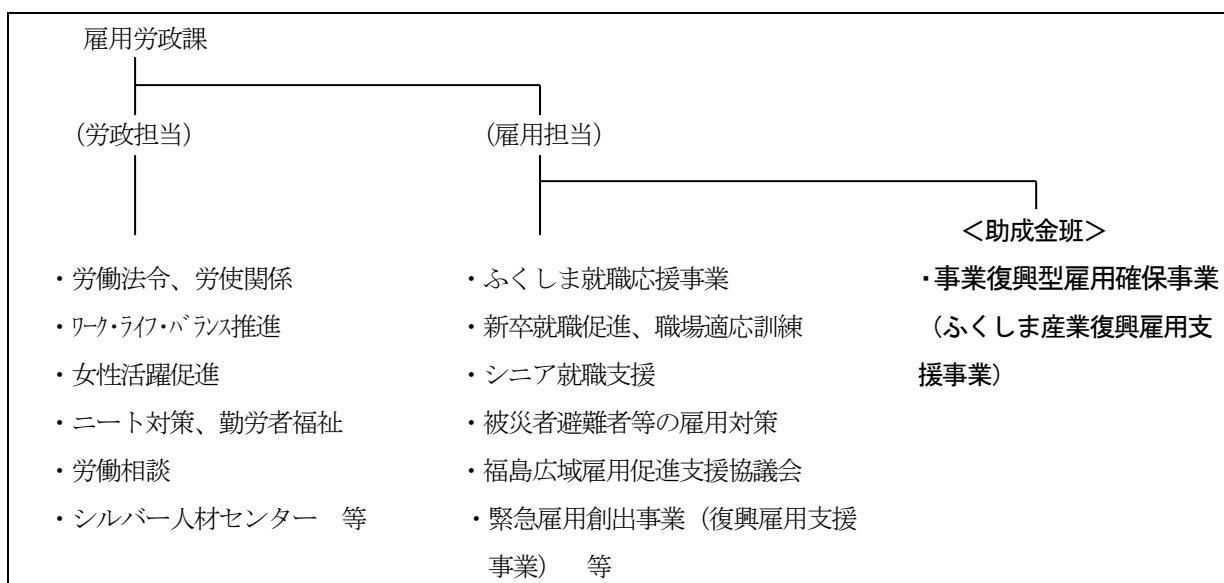 雇用労政課
（労政担当）
（雇用担当）
＜助成金班＞
・労働法令、労使関係
・ﾜｰｸ・ﾗｲﾌ・ﾊﾞﾗﾝｽ推進
・女性活躍促進
・ニート対策、勤労者福祉
・労働相談
・シルバー人材センター　等
・ふくしま就職応援事業
・新卒就職促進、職場適応訓練
・シニア就職支援
・被災者避難者等の雇用対策
・福島広域雇用促進支援協議会
・緊急雇用創出事業（復興雇用支援
事業）　等
・事業復興型雇用確保事業
（ふくしま産業復興雇用支
援事業）